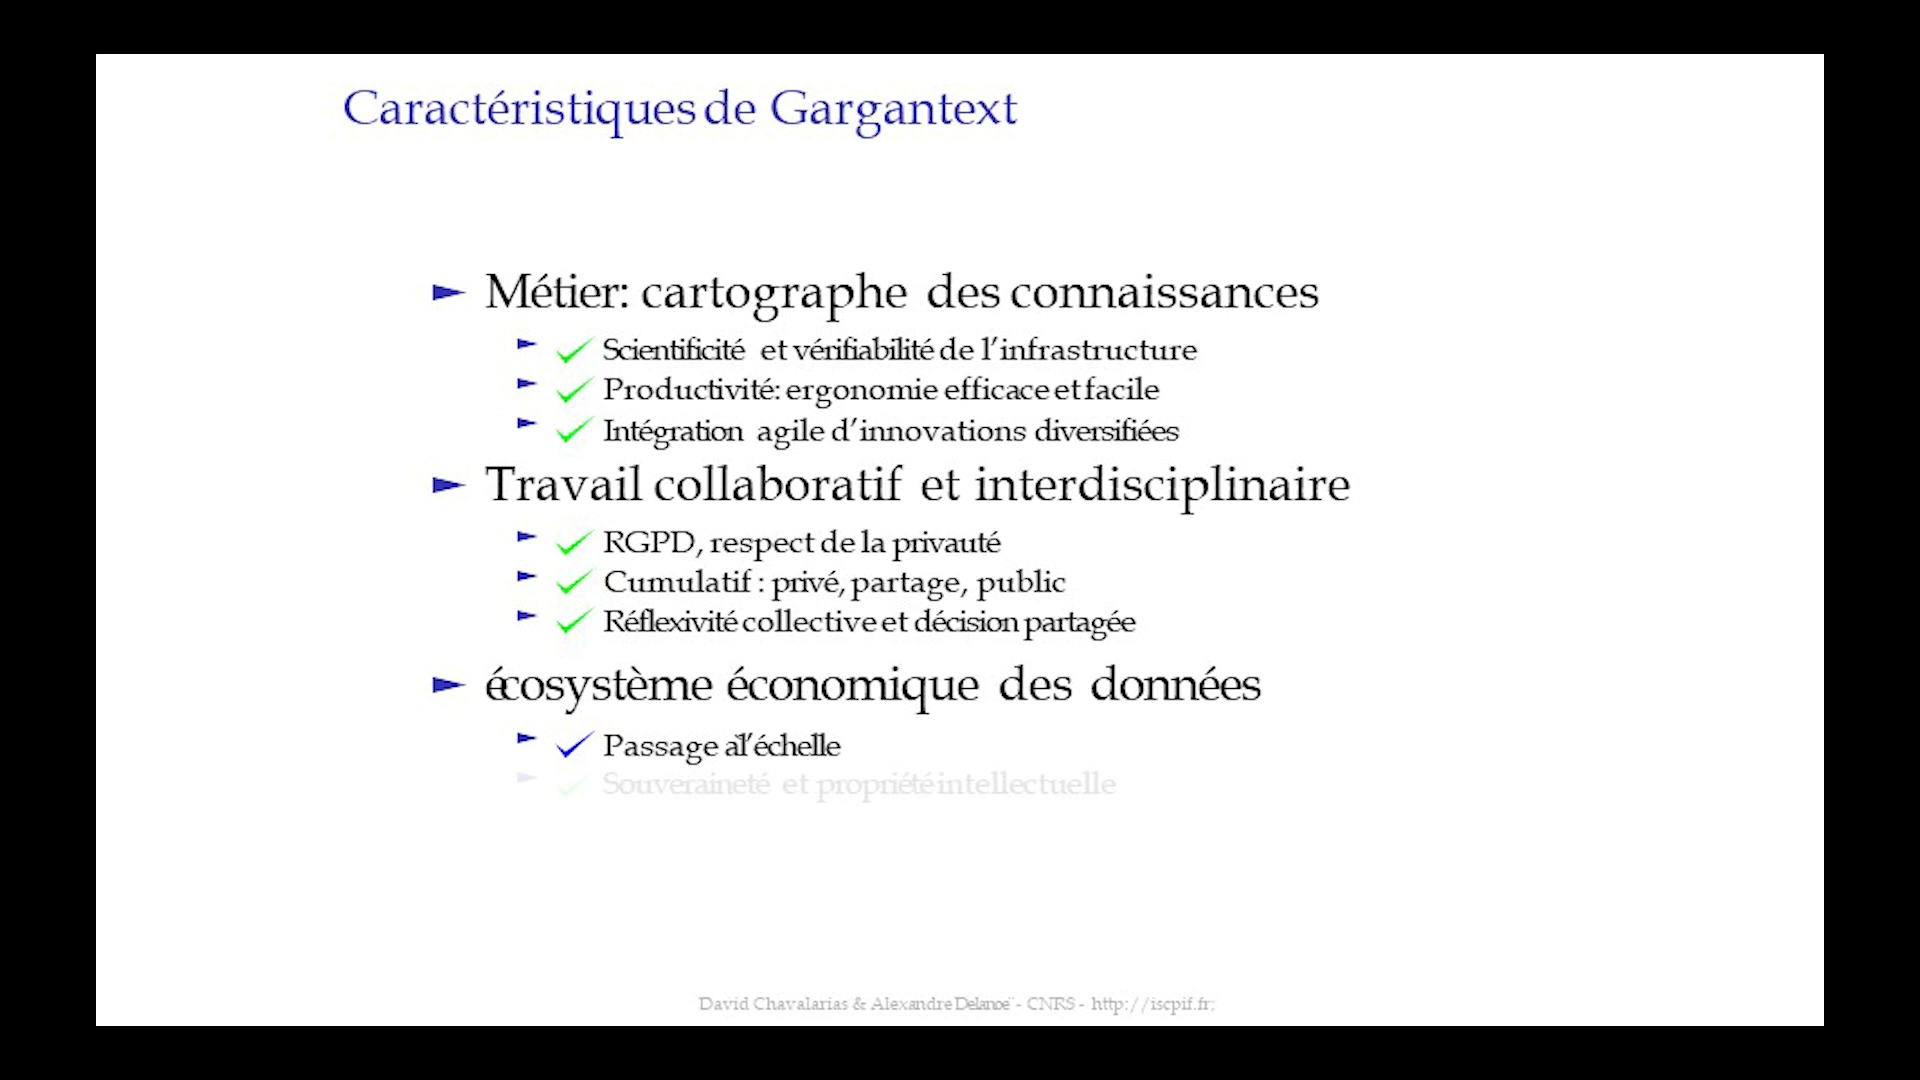 Caractéristiques de Gargantext
Métier: cartographe des connaissances
Scientificité et vérifiabilité de l'infrastructure
Productivité: ergonomie efficace et facile
Intégration agile d'innovations diversifiées
Travail collaboratif et interdisciplinaire
RGPD, respect de la privauté
Cumulatif : privé, partage, public
Réflexivité collective et décision partagée
écosystème économique des données
Passage à l'échelle
Souveraineté et propriété intellectuelle
David Chavalarias & Alexandre Delanoë - CNRS - http://iscpif.fr;